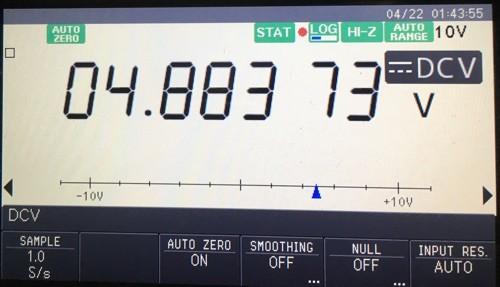 04/22 01:43:55
AUTO ZERO STAT LOG HI-Z AUTO RANGE 10V
04.883 73 DCV
V
-10V +10V
DCV
SAMPLE
1.0
S/s
AUTO ZERO
ON
SMOOTHING
OFF
...
NULL
OFF
...
INPUT RES.
AUTO